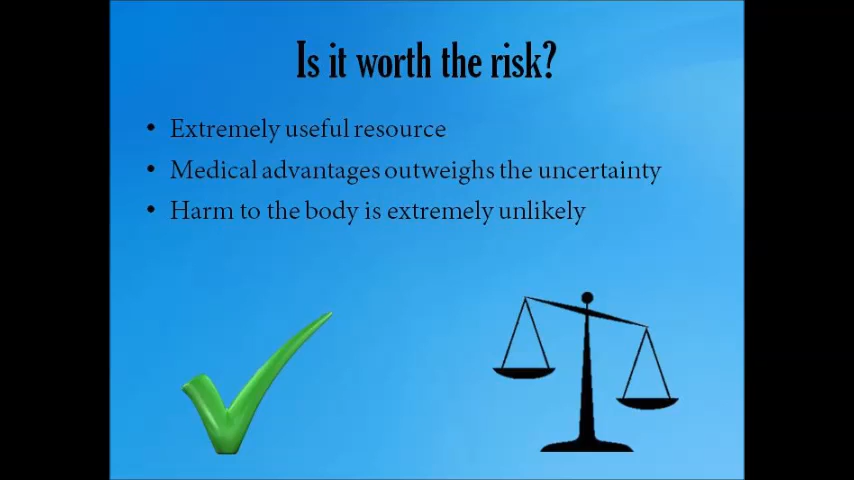 Is it worth the risk?
• Extremely useful resource
• Medical advantages outweighs the uncertainty
• Harm to the body is extremely unlikely